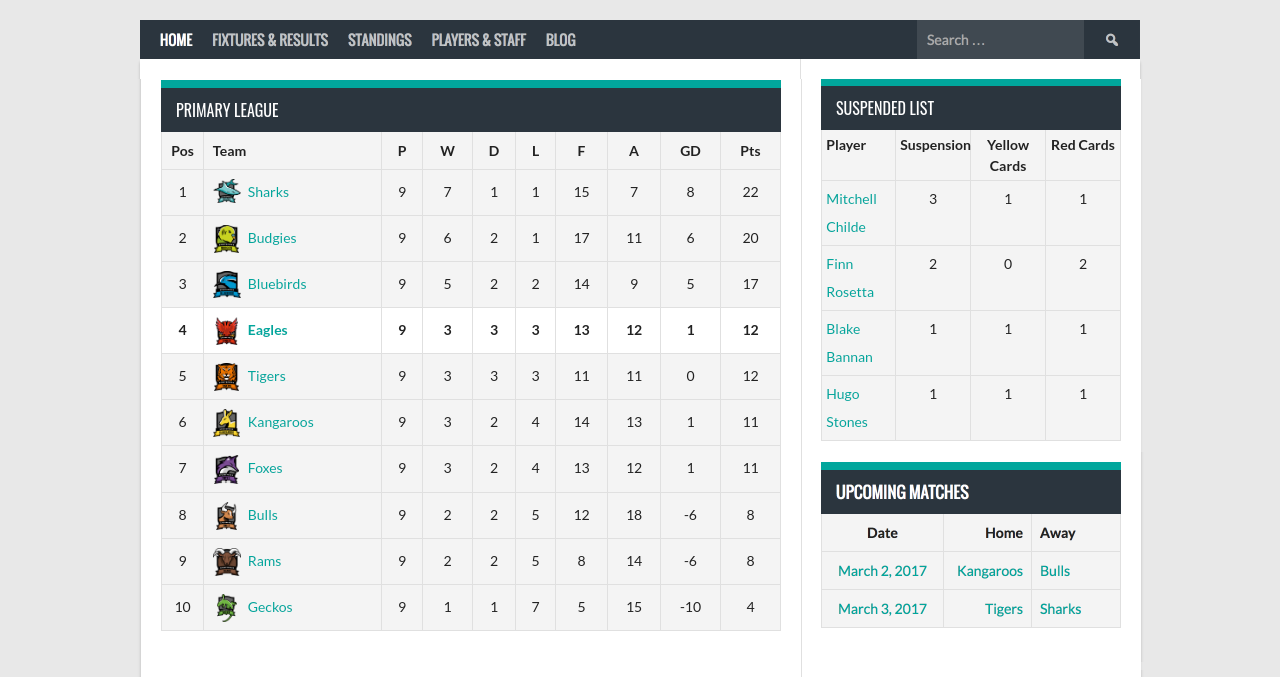 HOME FIXTURES & RESULTS STANDINGS PLAYERS & STAFF BLOG Search …
PRIMARY LEAGUE
Pos Team P W D L F A GD Pts
1 Sharks 9 7 1 1 15 7 8 22
2 Budgies 9 6 2 1 17 11 6 20
3 Bluebirds 9 5 2 2 14 9 5 17
4 Eagles 9 3 3 3 13 12 1 12
5 Tigers 9 3 3 3 11 11 0 12
6 Kangaroos 9 3 2 4 14 13 1 11
7 Foxes 9 3 2 4 13 12 1 11
8 Bulls 9 2 2 5 12 18 -6 8
9 Rams 9 2 2 5 8 14 -6 8
10 Geckos 9 1 1 7 5 15 -10 4
SUSPENDED LIST
Player Suspension Yellow Cards Red Cards
Mitchell Childe 3 1 1
Finn Rosetta 2 0 2
Blake Bannan 1 1 1
Hugo Stones 1 1 1
UPCOMING MATCHES
Date Home Away
March 2, 2017 Kangaroos Bulls
March 3, 2017 Tigers Sharks